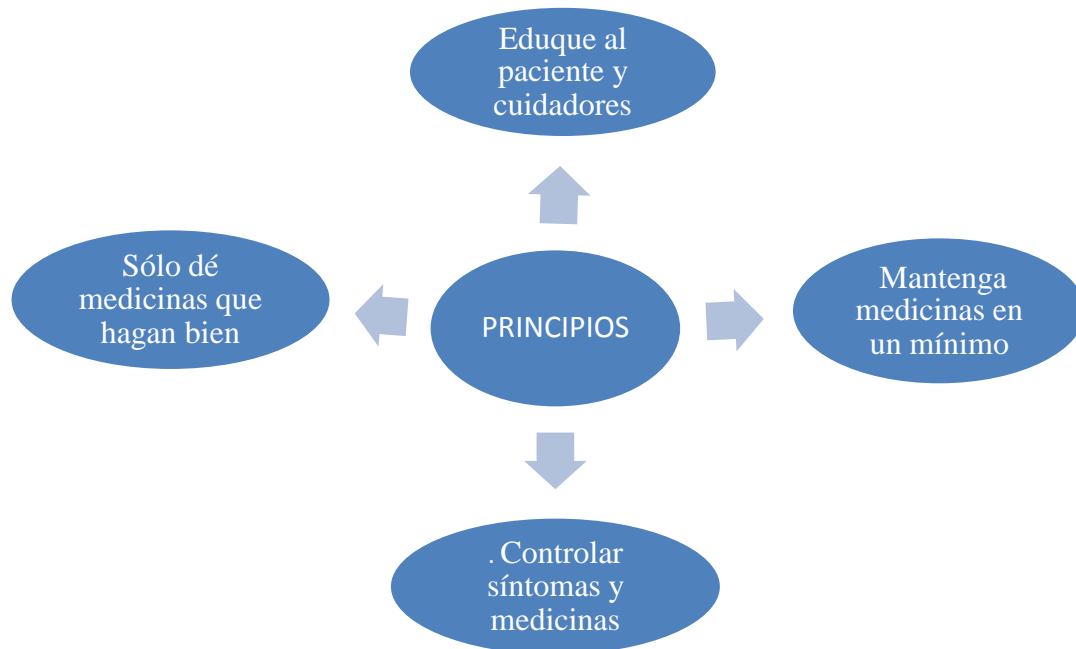 Eduque al
paciente y
cuidadores
Sólo dé
medicinas que
hagan bien
PRINCIPIOS
Mantenga
medicinas en
un mínimo
. Controlar
síntomas y
medicinas